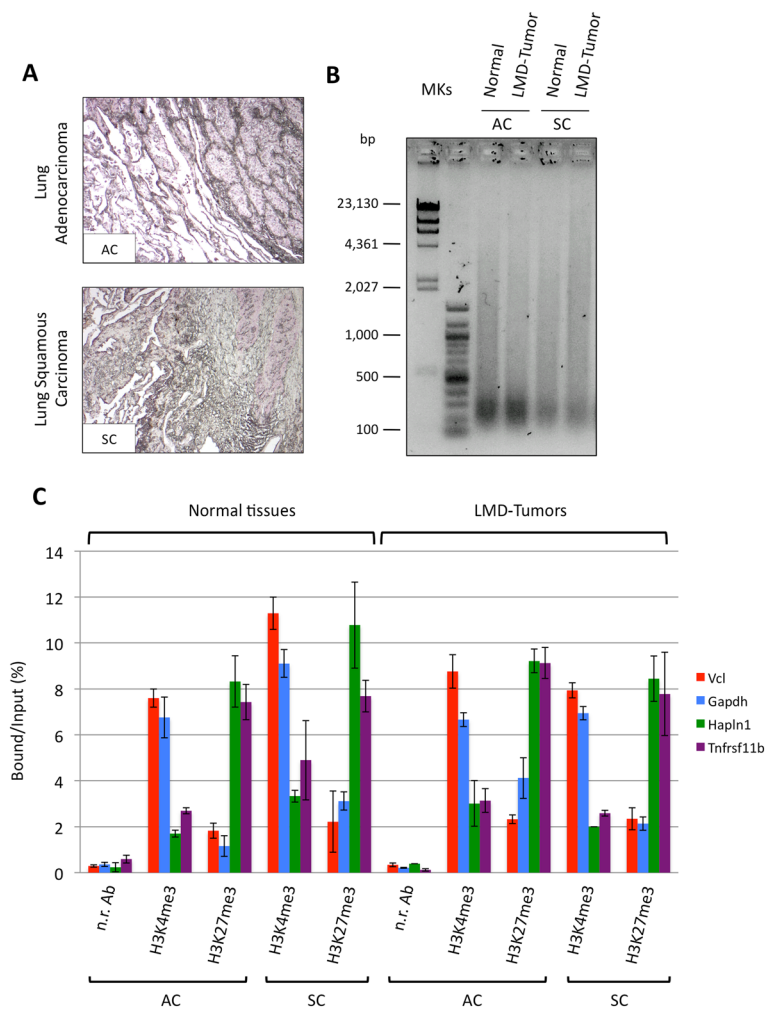 A
Lung
Adenocarcinoma
AC
Lung Squamous
Carcinoma
SC
B
MKs
Normal
LMD-Tumor
Normal
LMD-Tumor
AC
SC
bp
23,130
4,361
2,027
1,000
500
100
C
Normal tissues
LMD-Tumors
Bound/Input (%)
14
12
10
8
6
4
2
0
Vcl
Gapdh
Hapln1
Tnfrsf11b
n.r. Ab
H3K4me3
H3K27me3
H3K4me3
H3K27me3
n.r. Ab
H3K4me3
H3K27me3
H3K4me3
H3K27me3
AC
SC
AC
SC